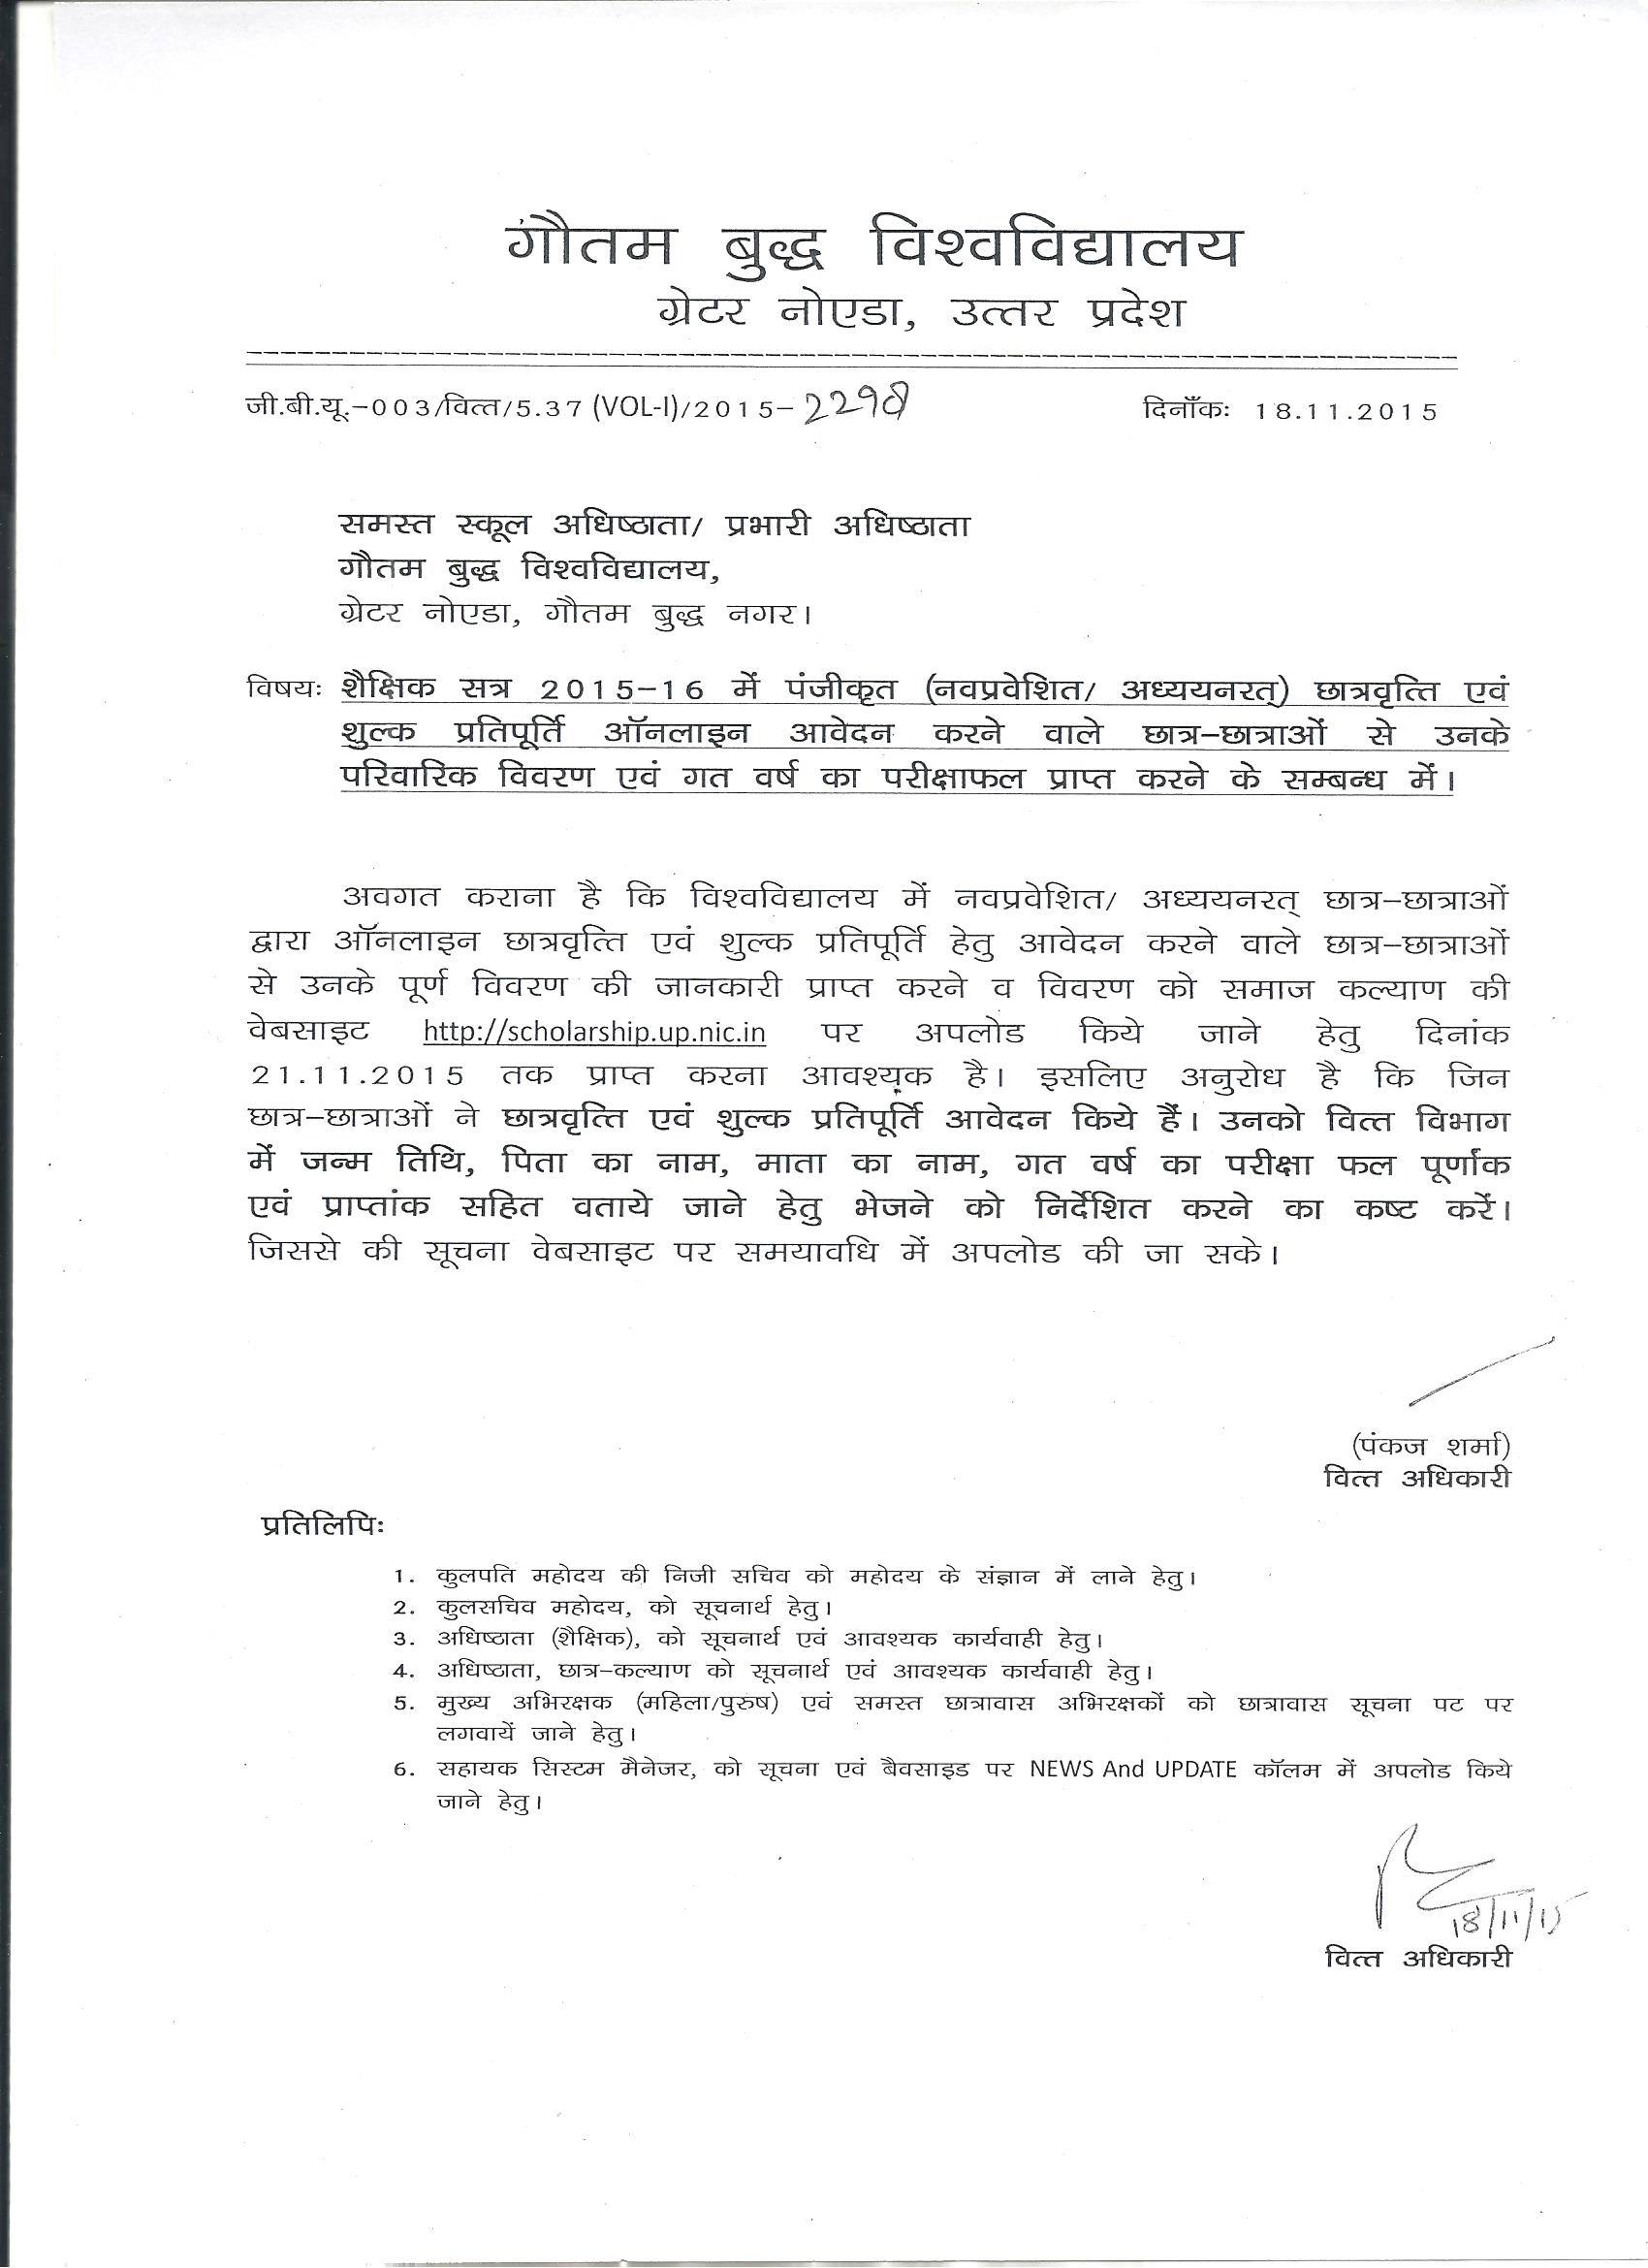 गौतम बुद्ध विश्वविद्यालय
ग्रेटर नोएडा, उत्तर प्रदेश
जी.बी.यू.-003/वित्त/5.37 (VOL-I)/2015-
दिनाँकः 18.11.2015
समस्त स्कूल अधिष्ठाता/ प्रभारी अधिष्ठाता
गौतम बुद्ध विश्वविद्यालय,
ग्रेटर नोएडा, गौतम बुद्ध नगर।
विषयः शैक्षिक सत्र 2015-16 में पंजीकृत (नवप्रवेशित/ अध्ययनरत्) छात्रवृत्ति एवं
शुल्क प्रतिपूर्ति ऑनलाइन आवेदन करने वाले छात्र-छात्राओं से उनके
परिवारिक विवरण एवं गत वर्ष का परीक्षाफल प्राप्त करने के सम्बन्ध में।
अवगत कराना है कि विश्वविद्यालय में नवप्रवेशित/ अध्ययनरत् छात्र-छात्राओं
द्वारा ऑनलाइन छात्रवृत्ति एवं शुल्क प्रतिपूर्ति हेतु आवेदन करने वाले छात्र-छात्राओं
से उनके पूर्ण विवरण की जानकारी प्राप्त करने व विवरण को समाज कल्याण की
वेबसाइट http://scholarship.up.nic.in पर अपलोड किये जाने हेतु दिनांक
21.11.2015 तक प्राप्त करना आवश्यक है। इसलिए अनुरोध है कि जिन
छात्र-छात्राओं ने छात्रवृत्ति एवं शुल्क प्रतिपूर्ति आवेदन किये हैं। उनको वित्त विभाग
में जन्म तिथि, पिता का नाम, माता का नाम, गत वर्ष का परीक्षा फल पूर्णांक
एवं प्राप्तांक सहित वताये जाने हेतु भेजने को निर्देशित करने का कष्ट करें।
जिससे की सूचना वेबसाइट पर समयावधि में अपलोड की जा सके।
(पंकज शर्मा)
वित्त अधिकारी
प्रतिलिपिः
1. कुलपति महोदय की निजी सचिव को महोदय के संज्ञान में लाने हेतु।
2. कुलसचिव महोदय, को सूचनार्थ हेतु।
3. अधिष्ठाता (शैक्षिक), को सूचनार्थ एवं आवश्यक कार्यवाही हेतु।
4. अधिष्ठाता, छात्र-कल्याण को सूचनार्थ एवं आवश्यक कार्यवाही हेतु।
5. मुख्य अभिरक्षक (महिला/पुरुष) एवं समस्त छात्रावास अभिरक्षकों को छात्रावास सूचना पट पर
लगवायें जाने हेतु।
6. सहायक सिस्टम मैनेजर, को सूचना एवं बैवसाइड पर NEWS And UPDATE कॉलम में अपलोड किये
जाने हेतु।
18/11/15
वित्त अधिकारी